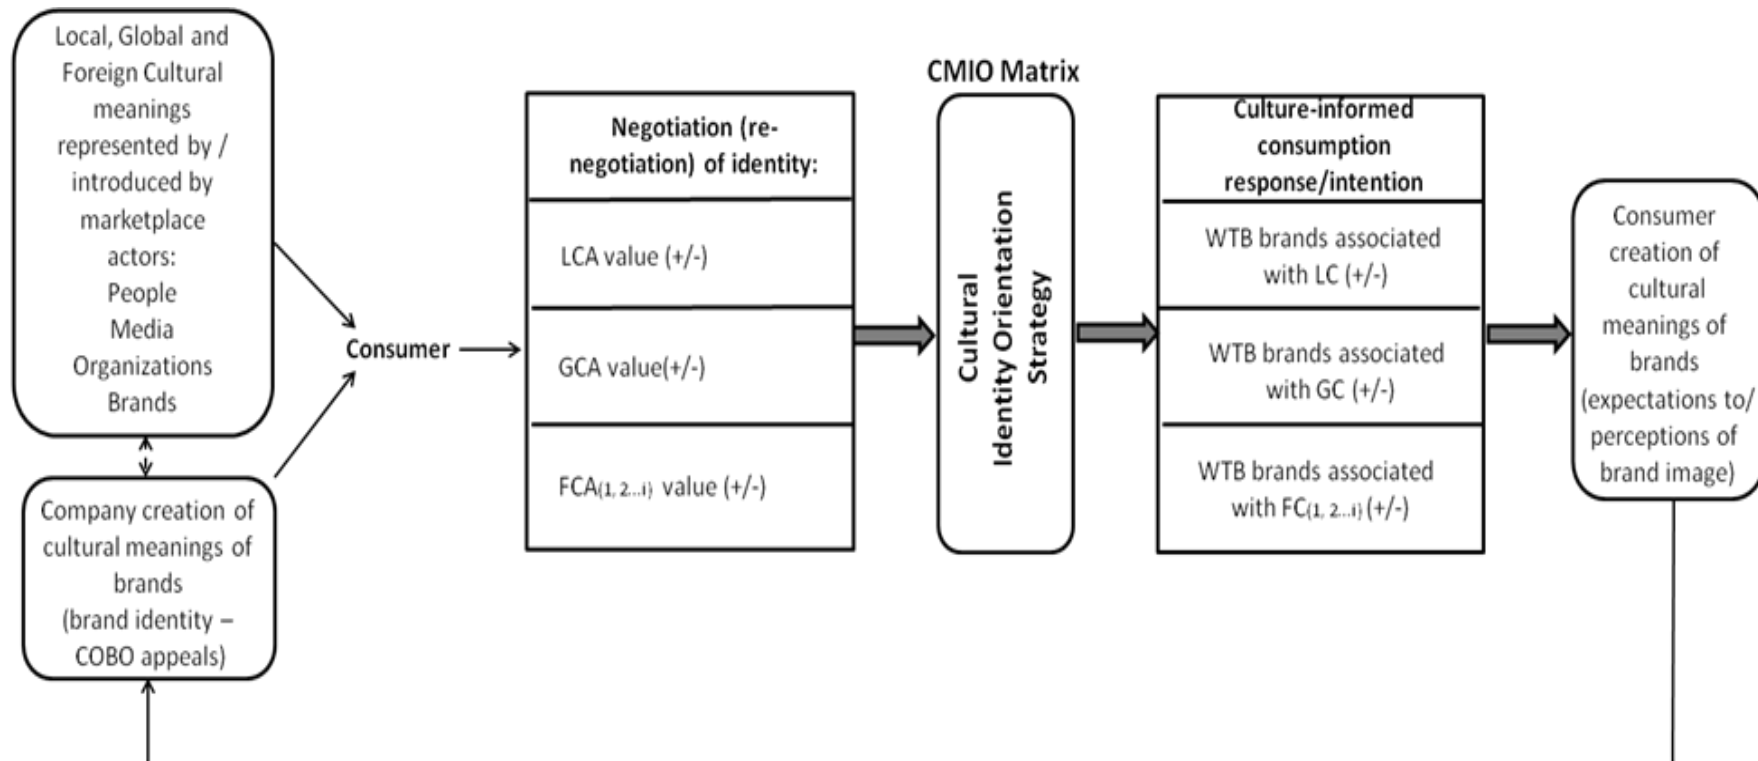 Local, Global and
Foreign Cultural
meanings
represented by /
introduced by
marketplace
actors:
People
Media
Organizations
Brands
Company creation of
cultural meanings of
brands
(brand identity –
COBO appeals)
Consumer
Negotiation (re-
negotiation) of identity:
LCA value (+/-)
GCA value(+/-)
FCA{1, 2...i} value (+/-)
CMIO Matrix
Cultural
Identity Orientation
Strategy
Culture-informed
consumption
response/intention
WTB brands associated
with LC (+/-)
WTB brands associated
with GC (+/-)
WTB brands associated
with FC{1, 2...i} (+/-)
Consumer
creation of
cultural
meanings of
brands
(expectations to/
perceptions of
brand image)